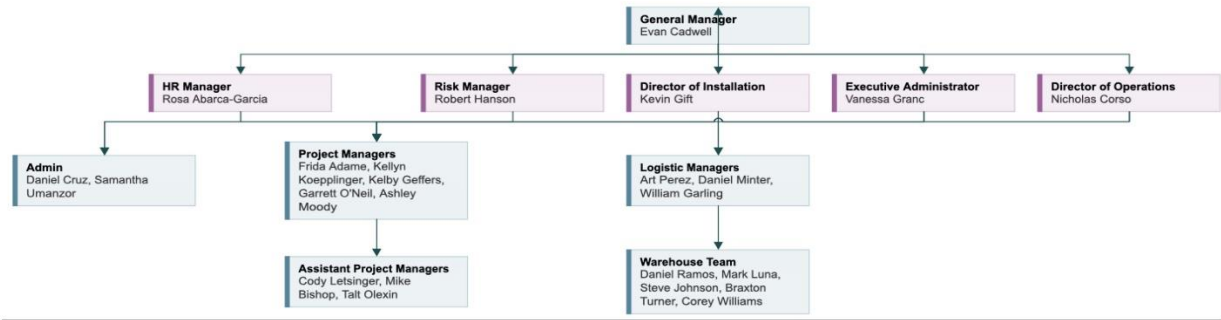 General Manager
Evan Cadwell
HR Manager
Rosa Abarca-Garcia
Risk Manager
Robert Hanson
Director of Installation
Kevin Gift
Executive Administrator
Vanessa Granc
Director of Operations
Nicholas Corso
Admin
Daniel Cruz, Samantha
Umanzor
Project Managers
Frida Adame, Kellyn
Koepplinger, Kelby Geffers,
Garrett O'Neil, Ashley
Moody
Logistic Managers
Art Perez, Daniel Minter,
William Garling
Assistant Project Managers
Cody Letsinger, Mike
Bishop, Talt Olexin
Warehouse Team
Daniel Ramos, Mark Luna,
Steve Johnson, Braxton
Turner, Corey Williams